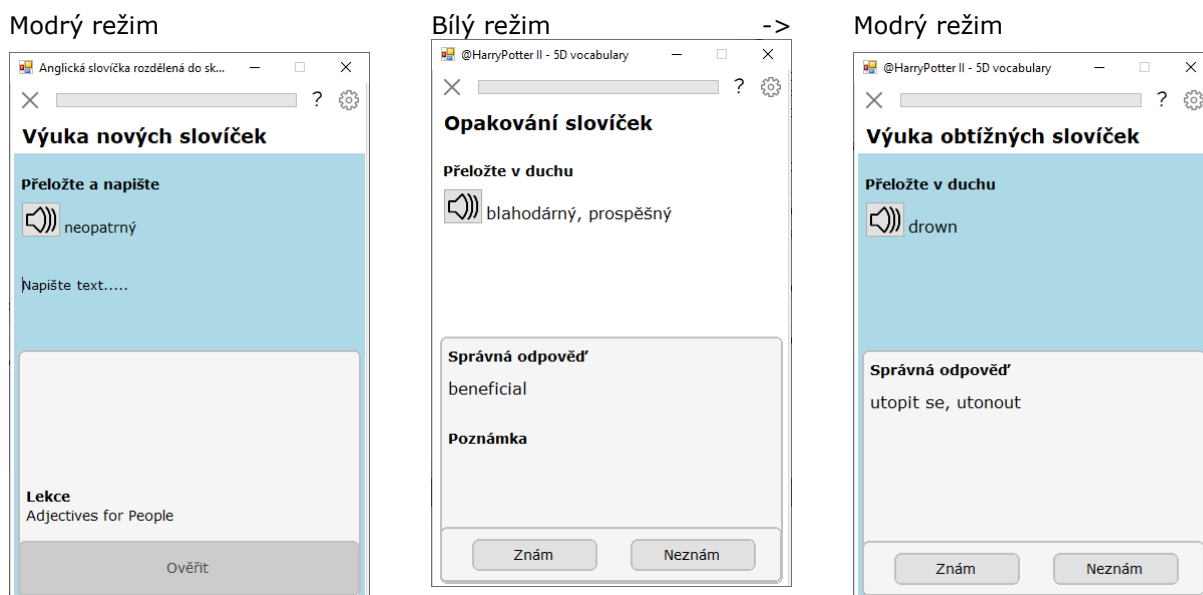 Modrý režim
Anglická slovíčka rozdělená do sk...
?
Výuka nových slovíček
Přeložte a napište
neopatrný
Napište text.....
Lekce
Adjectives for People
Ověřit
Bílý režim ->
@HarryPotter II - 5D vocabulary
?
Opakování slovíček
Přeložte v duchu
blahodárný, prospěšný
Správná odpověď
beneficial
Poznámka
Znám Neznám
Modrý režim
@HarryPotter II - 5D vocabulary
?
Výuka obtížných slovíček
Přeložte v duchu
drown
Správná odpověď
utopit se, utonout
Znám Neznám